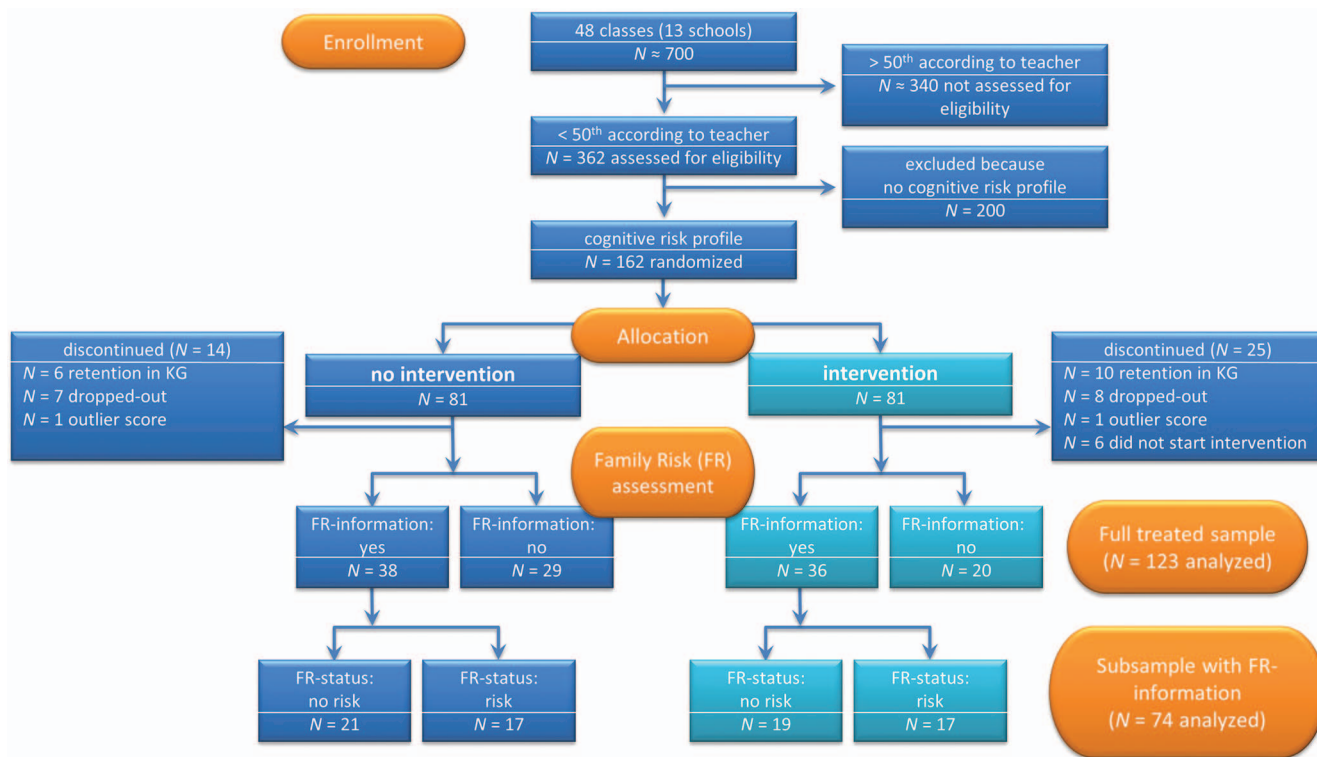 Enrollment
48 classes (13 schools)
N ≈ 700
> 50th according to teacher
N ≈ 340 not assessed for
eligibility
< 50th according to teacher
N = 362 assessed for eligibility
excluded because
no cognitive risk profile
N = 200
cognitive risk profile
N = 162 randomized
Allocation
discontinued (N = 14)
N = 6 retention in KG
N = 7 dropped-out
N = 1 outlier score
no intervention
N = 81
intervention
N = 81
discontinued (N = 25)
N = 10 retention in KG
N = 8 dropped-out
N = 1 outlier score
N = 6 did not start intervention
Family Risk (FR)
assessment
FR-information:
yes
N = 38
FR-information:
no
N = 29
FR-information:
yes
N = 36
FR-information:
no
N = 20
Full treated sample
(N = 123 analyzed)
FR-status:
no risk
N = 21
FR-status:
risk
N = 17
FR-status:
no risk
N = 19
FR-status:
risk
N = 17
Subsample with FR-
information
(N = 74 analyzed)